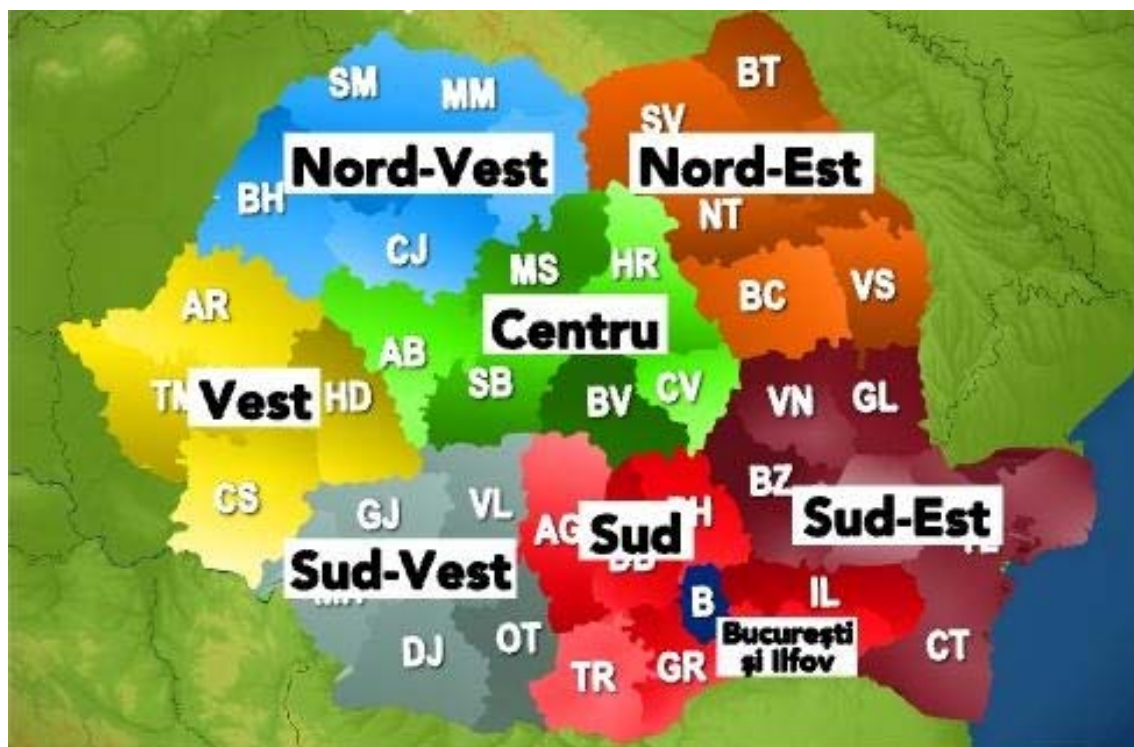 BT
SM
MM
SV
Nord-Vest
Nord-Est
BH
NT
CJ
MS
HR
BC
VS
AR
Centru
AB
SB
BV
CV
VN
GL
Vest
HD
CS
GJ
VL
AG
Sud
BZ
Sud-Est
Sud-Vest
B
IL
București
și Ilfov
DJ
OT
TR
GR
CT